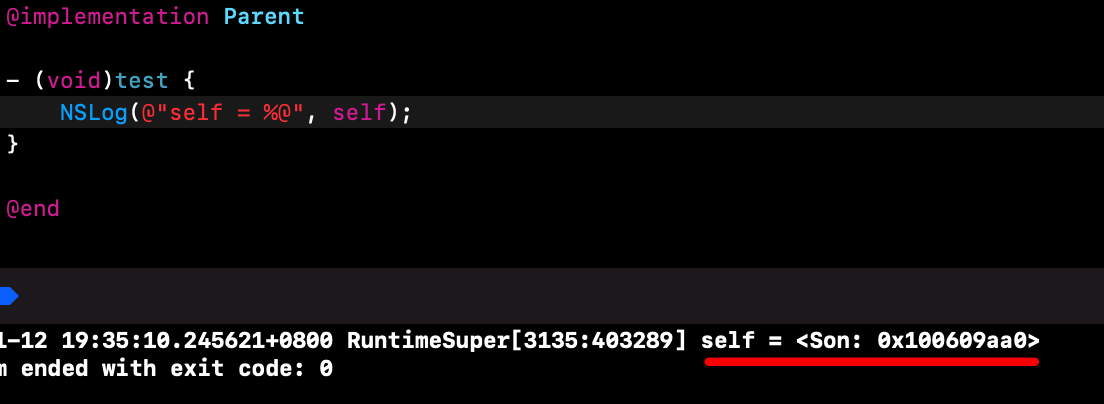 @implementation Parent
- (void)test {
NSLog(@"self = %@", self);
}
@end
1-12 19:35:10.245621+0800 RuntimeSuper[3135:403289] self = <Son: 0x100609aa0>
m ended with exit code: 0